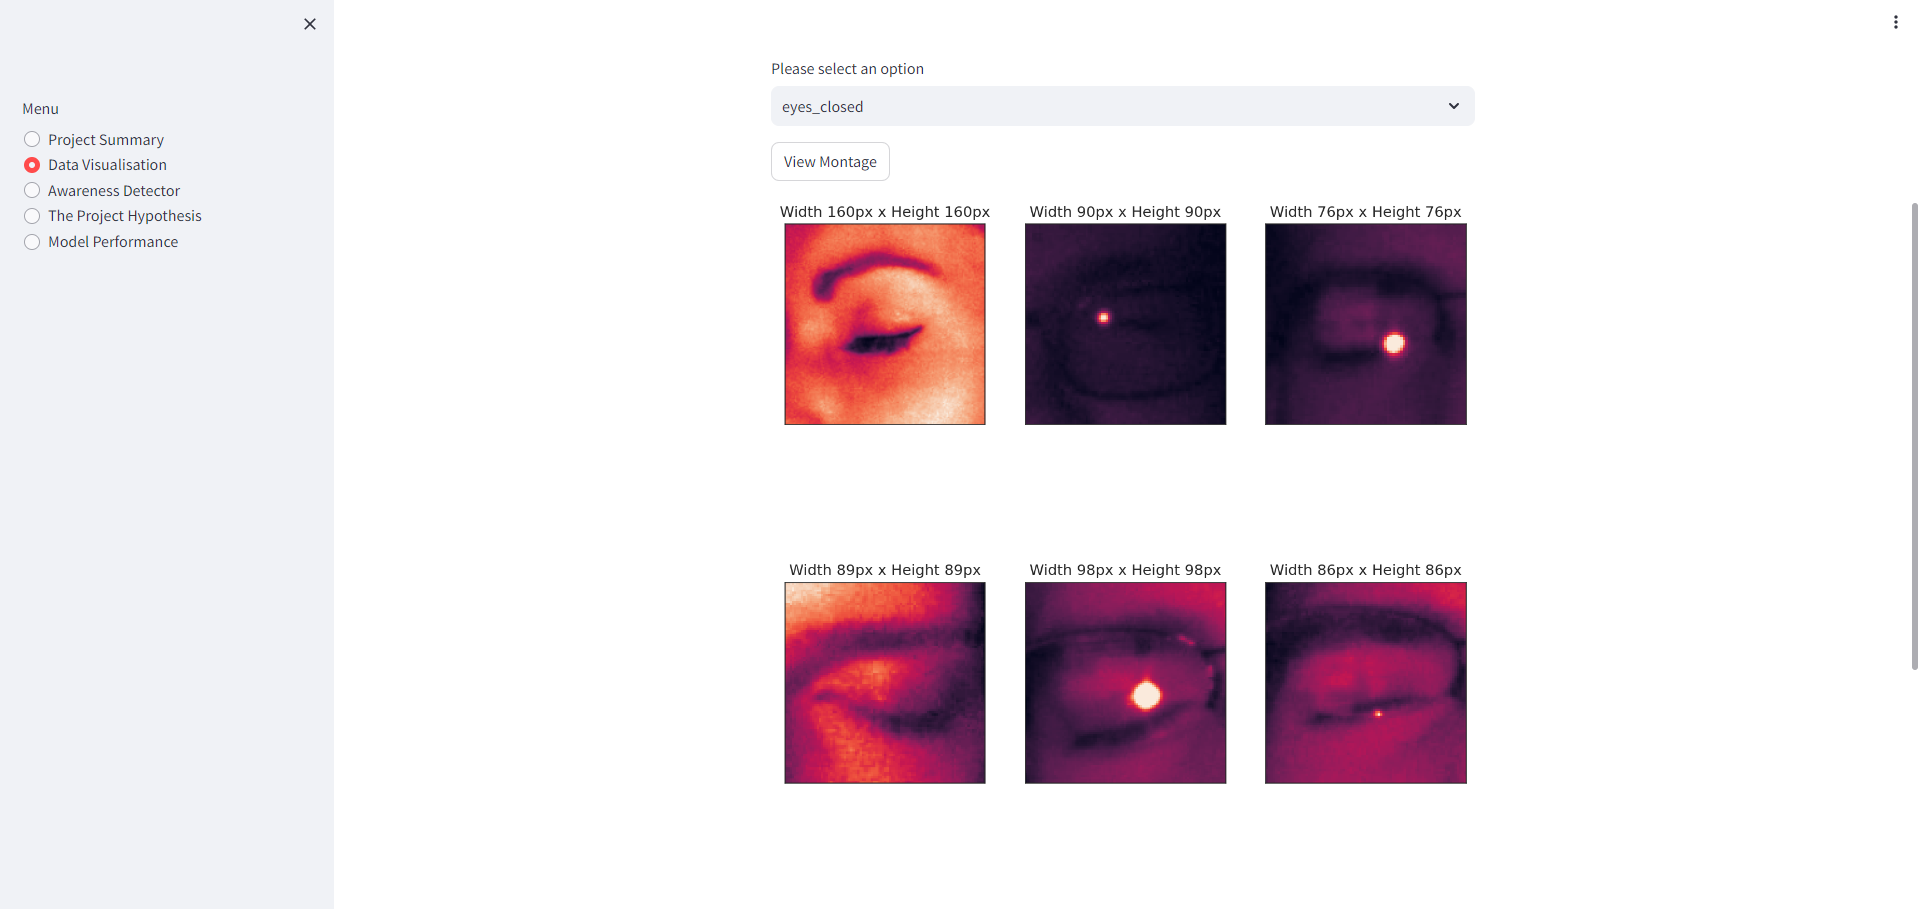 Menu
Project Summary
Data Visualisation
Awareness Detector
The Project Hypothesis
Model Performance
Please select an option
eyes_closed
View Montage
Width 160px x Height 160px
Width 90px x Height 90px
Width 76px x Height 76px
Width 89px x Height 89px
Width 98px x Height 98px
Width 86px x Height 86px